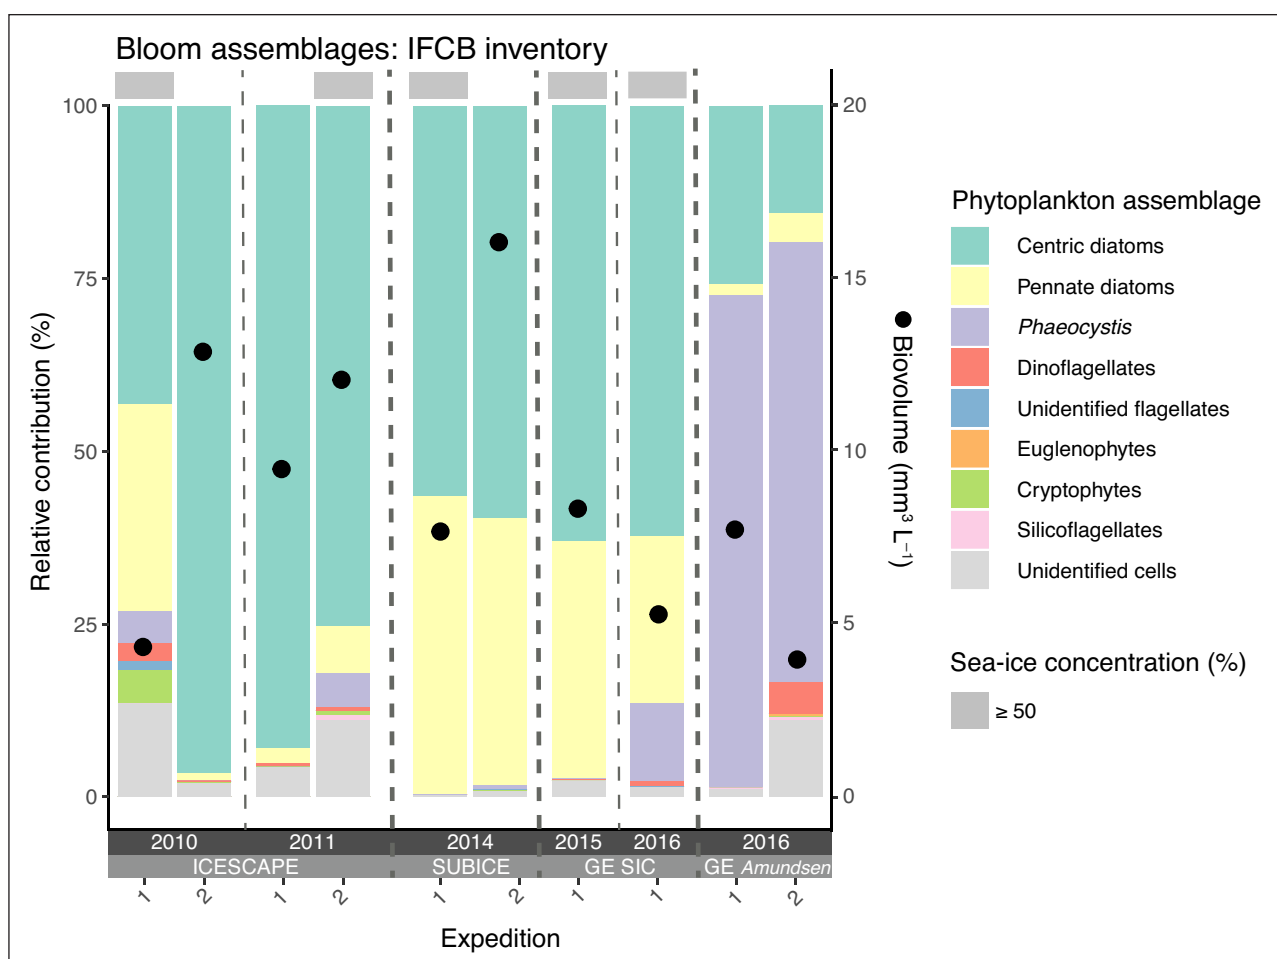 Bloom assemblages: IFCB inventory
100
75
50
25
0
Relative contribution (%)
20
15
10
5
0
Biovolume (mm³ L⁻¹)
2010 2011 2014 2015 2016 2016
ICESCAPE SUBICE GE SIC GE Amundsen
1 2 1 2 1 2 1 1 1 2
Expedition
Phytoplankton assemblage
Centric diatoms
Pennate diatoms
Phaeocystis
Dinoflagellates
Unidentified flagellates
Euglenophytes
Cryptophytes
Silicoflagellates
Unidentified cells
Sea-ice concentration (%)
≥ 50